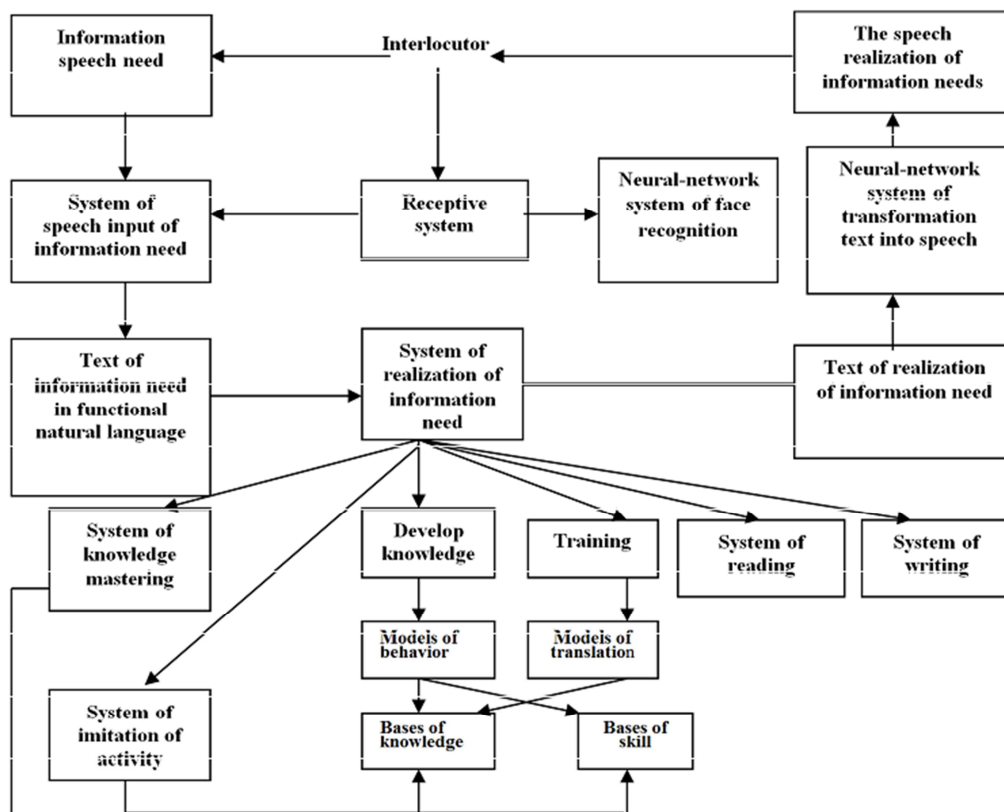 Information
speech need
Interlocutor
The speech
realization of
information needs
System of
speech input of
information need
Receptive
system
Neural-network
system of face
recognition
Neural-network
system of
transformation
text into speech
Text of
information need
in functional
natural language
System of
realization of
information
need
Text of realization
of information need
System of
knowledge
mastering
Develop
knowledge
Training
System of
reading
System of
writing
Models of
behavior
Models of
translation
System of
imitation of
activity
Bases of
knowledge
Bases of
skill